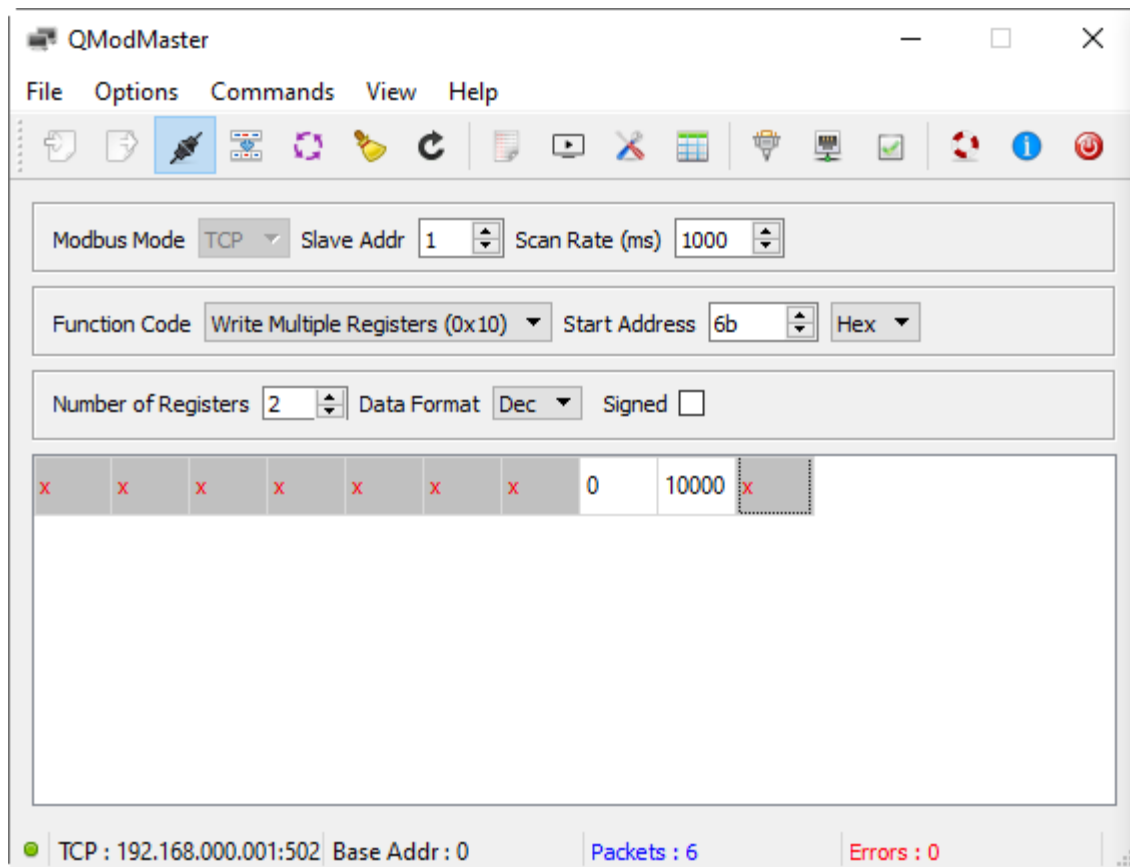 QModMaster
File Options Commands View Help
Modbus Mode TCP Slave Addr 1 Scan Rate (ms) 1000
Function Code Write Multiple Registers (0x10) Start Address 6b Hex
Number of Registers 2 Data Format Dec Signed
x x x x x x x 0 10000 x
TCP : 192.168.000.001:502 Base Addr : 0 Packets : 6 Errors : 0